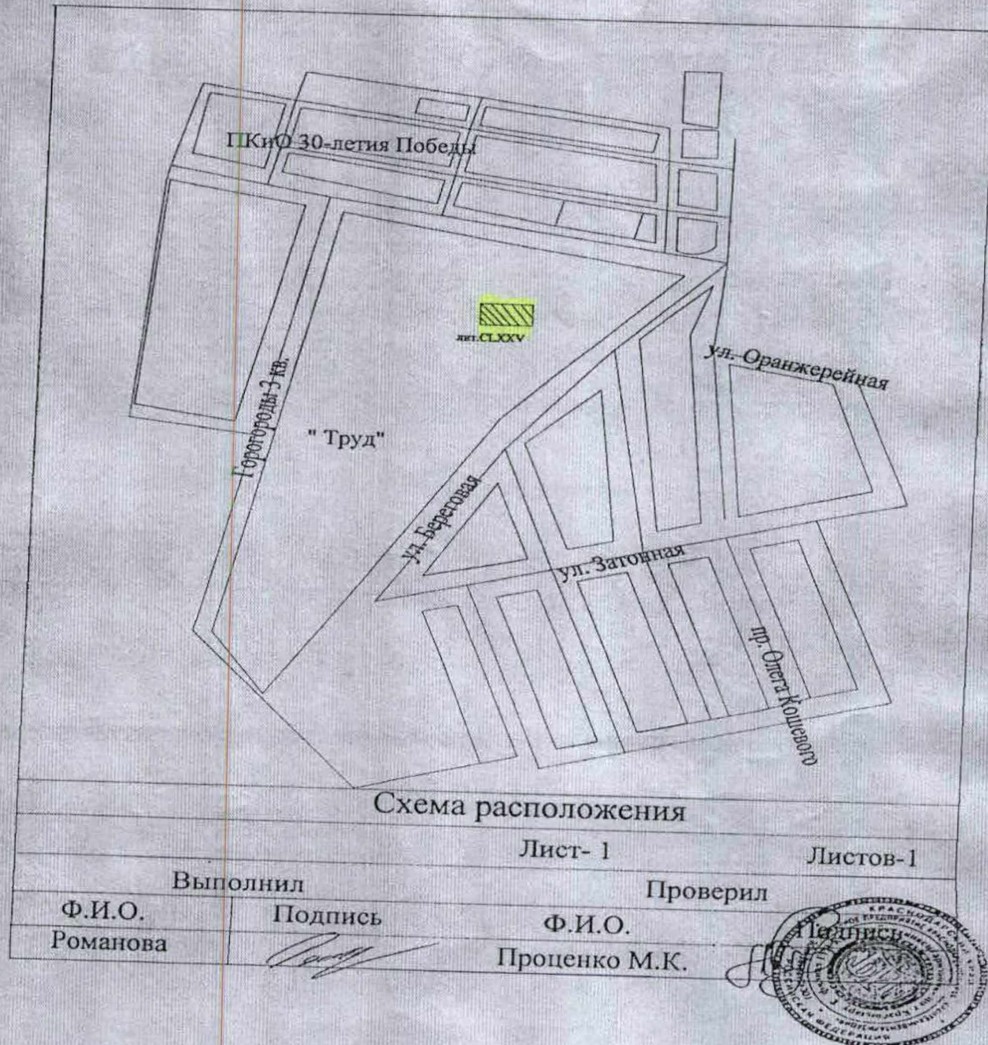 ПКиО 30-летия Победы
лит.CLXXV
ул. Оранжерейная
Горогороды 3 кв.
" Труд"
ул. Береговая
ул. Затонная
пр. Олега Кошевого
Схема расположения
Лист- 1 Листов-1
Выполнил Проверил
Ф.И.О. Подпись Ф.И.О. Подпись
Романова Проценко М.К.